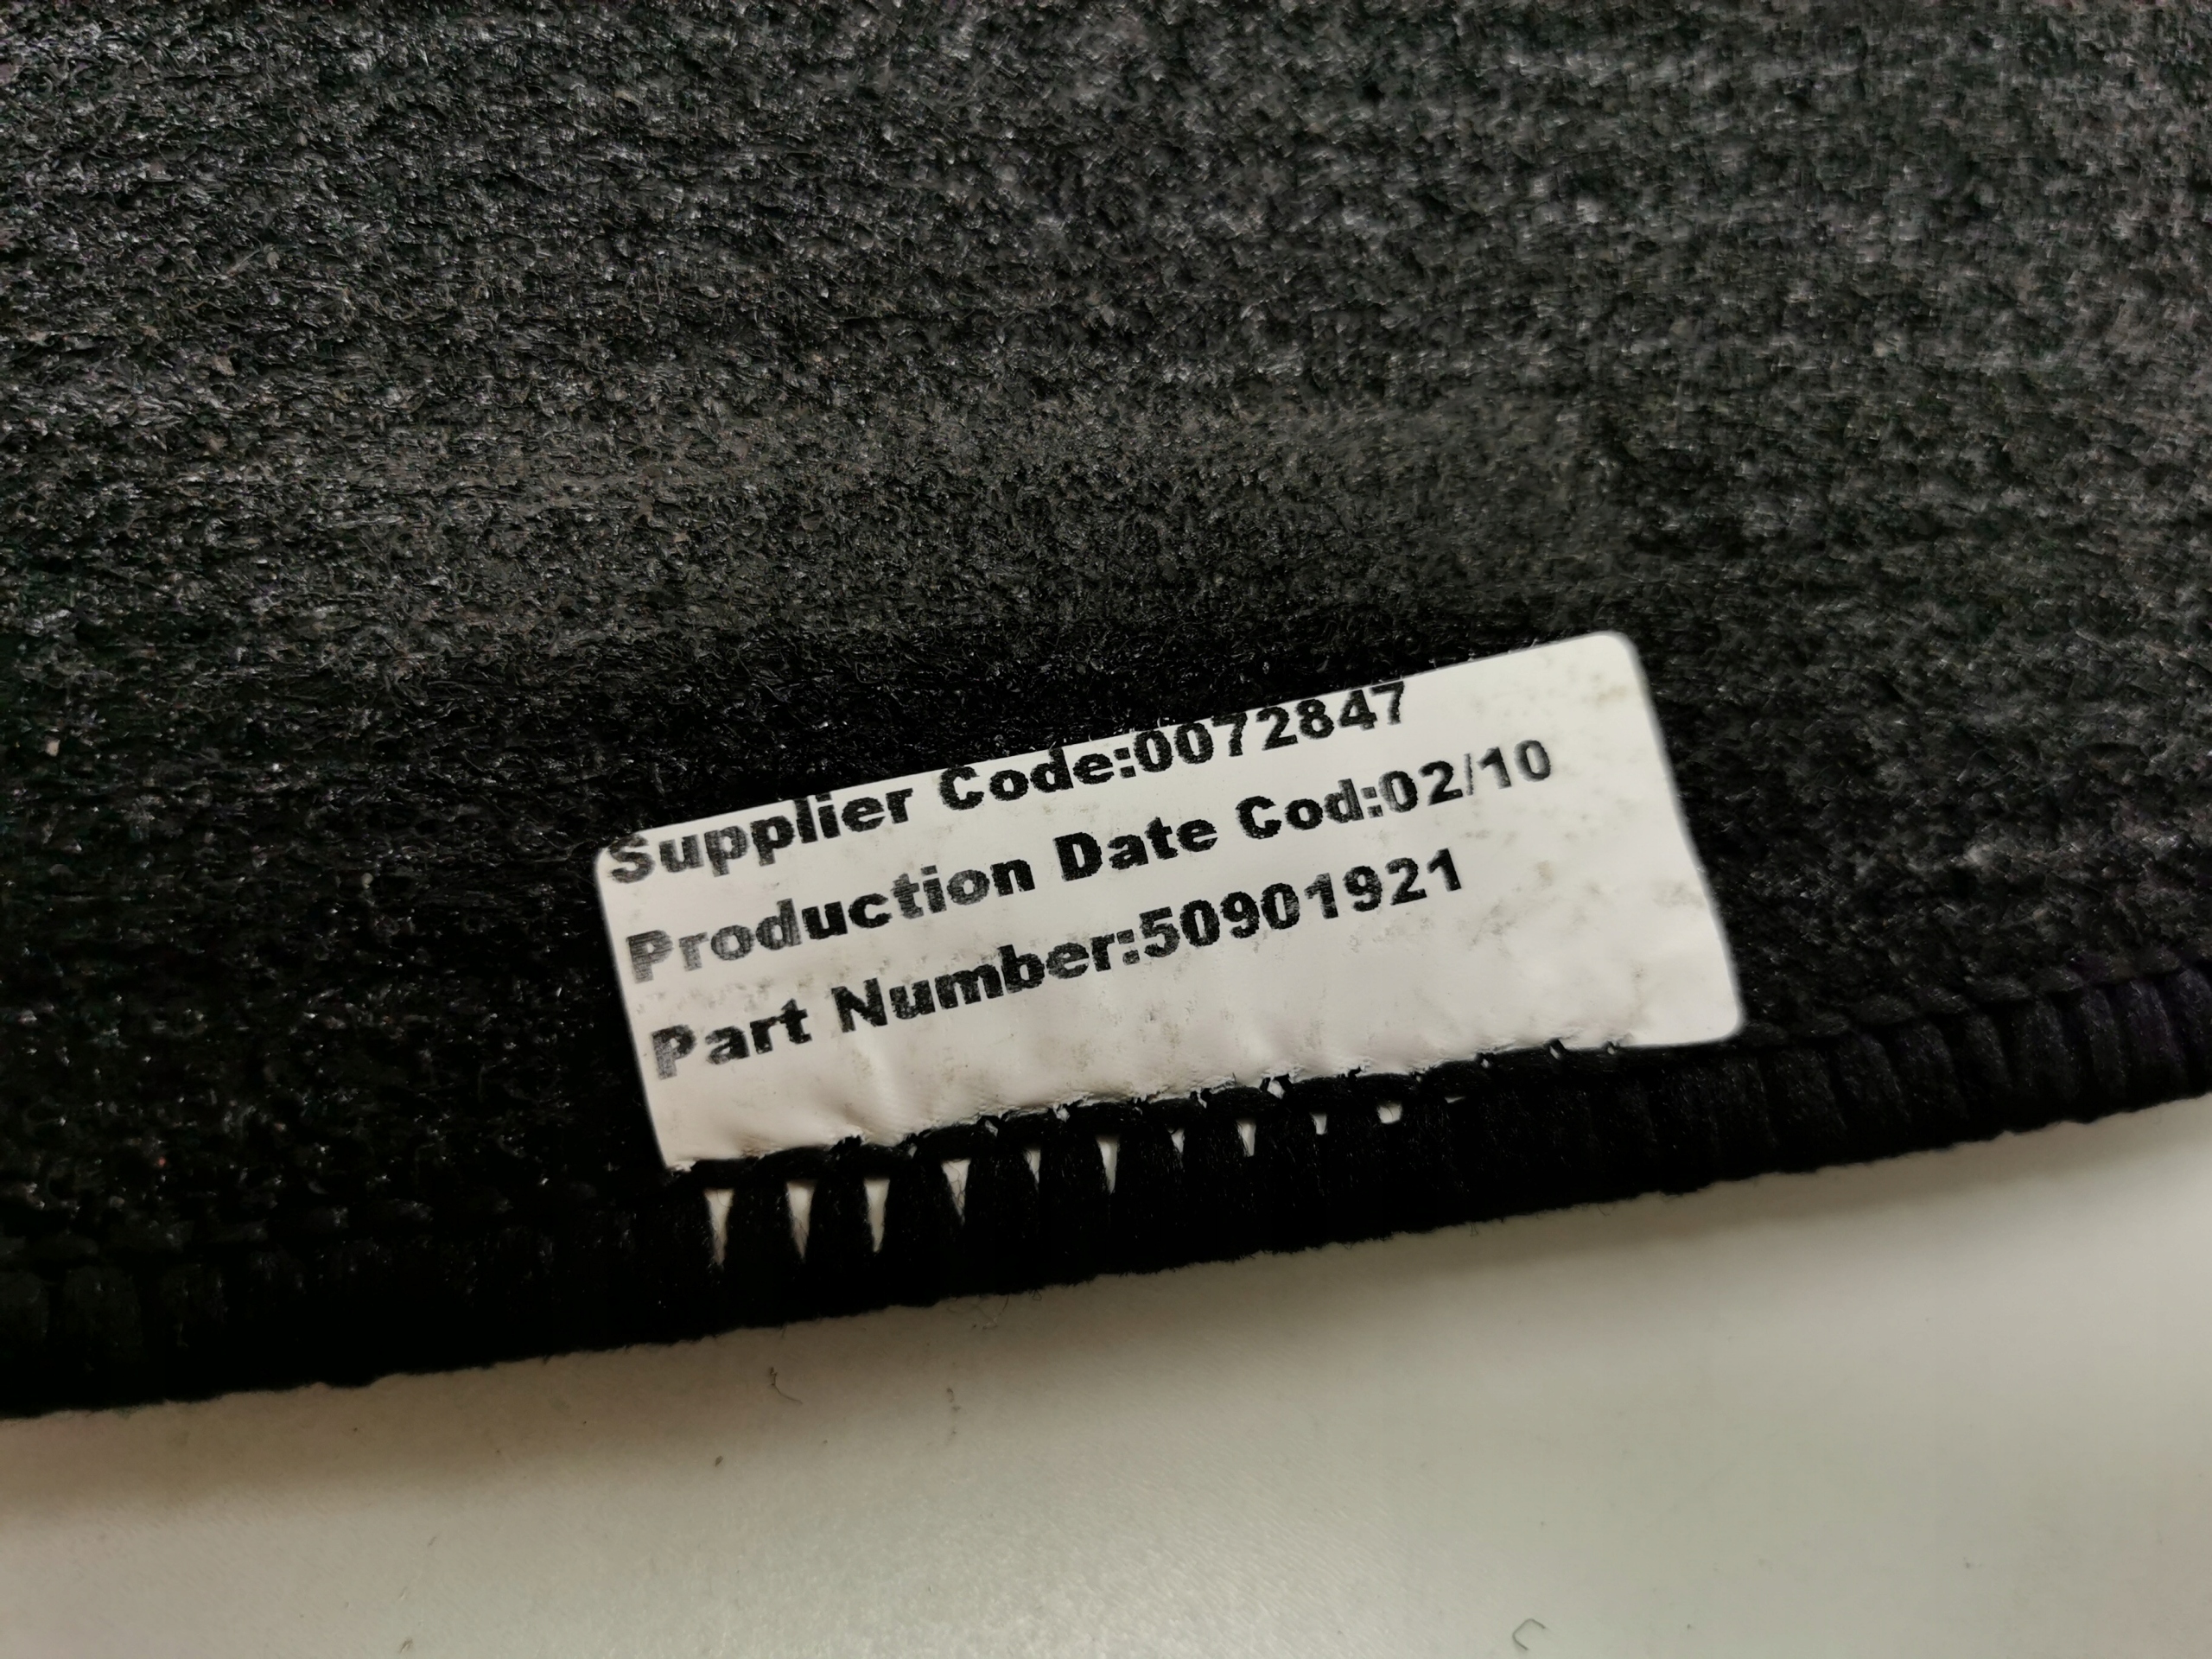 Supplier Code:0072847
Production Date Cod:02/10
Part Number:50901921